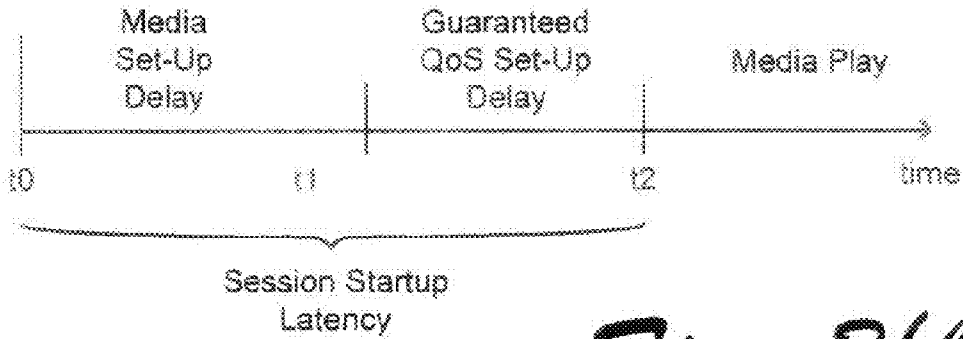 Media
Set-Up
Delay
Guaranteed
QoS Set-Up
Delay
Media Play
t0
t1
t2
time
Session Startup
Latency